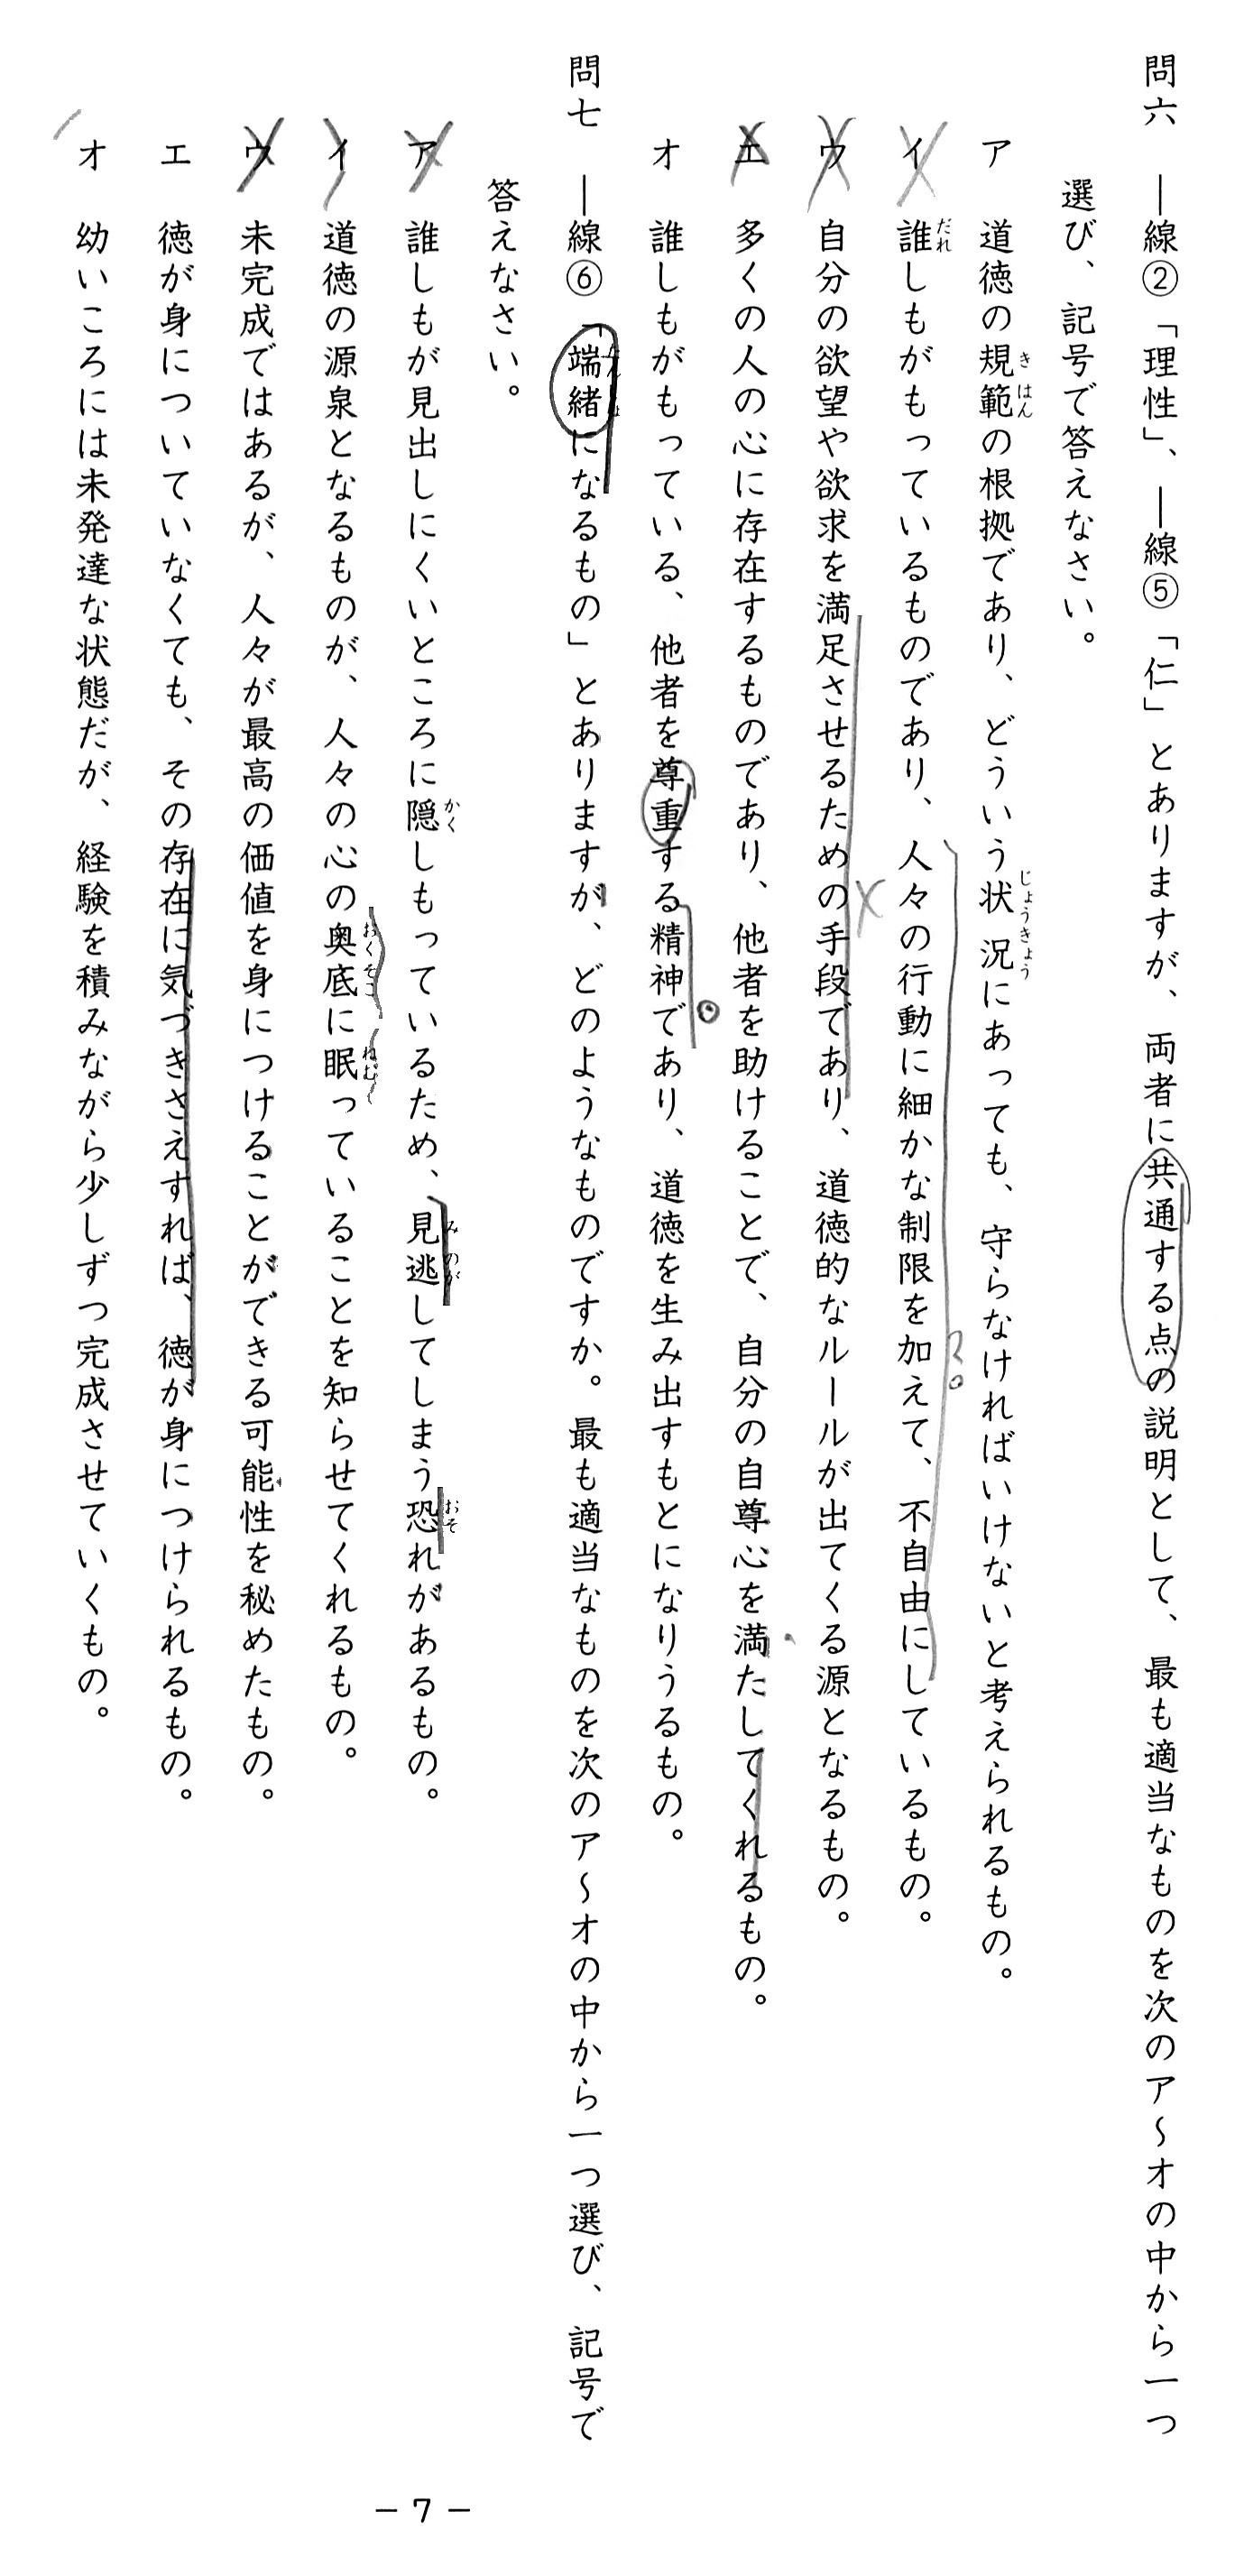 問六　―線②「理性」、―線⑤「仁」とありますが、両者に共通する点の説明として、最も適当なものを次のア～オの中から一つ
選び、記号で答えなさい。
ア　道徳の規範の根拠であり、どういう状況にあっても、守らなければいけないと考えられるもの。
イ　誰しもがもっているものであり、人々の行動に細かな制限を加えて、不自由にしているもの。
ウ　自分の欲望や欲求を満足させるための手段であり、道徳的なルールが出てくる源となるもの。
エ　多くの人の心に存在するものであり、他者を助けることで、自分の自尊心を満たしてくれるもの。
オ　誰しもがもっている、他者を尊重する精神であり、道徳を生み出すもとになりうるもの。
問七　―線⑥「端緒になるもの」とありますが、どのようなものですか。最も適当なものを次のア～オの中から一つ選び、記号で
答えなさい。
ア　誰しもが見出しにくいところに隠しもっているため、見逃してしまう恐れがあるもの。
イ　道徳の源泉となるものが、人々の心の奥底に眠っていることを知らせてくれるもの。
ウ　未完成ではあるが、人々が最高の価値を身につけることができる可能性を秘めたもの。
エ　徳が身についていなくても、その存在に気づきさえすれば、徳が身につけられるもの。
オ　幼いころには未発達な状態だが、経験を積みながら少しずつ完成させていくもの。
－7－